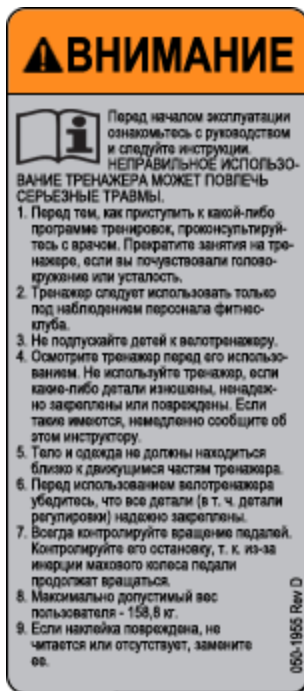 ВНИМАНИЕ
Перед началом эксплуатации
ознакомьтесь с руководством
и следуйте инструкции.
НЕПРАВИЛЬНОЕ ИСПОЛЬЗО-
ВАНИЕ ТРЕНАЖЕРА МОЖЕТ ПОВЛЕЧЬ
СЕРЬЕЗНЫЕ ТРАВМЫ.
1. Перед тем, как приступить к какой-либо
программе тренировок, проконсультируй-
тесь с врачом. Прекратите занятия на тре-
нажере, если вы почувствовали голово-
кружение или усталость.
2. Тренажер следует использовать только
под наблюдением персонала фитнес-
клуба.
3. Не подпускайте детей к велотренажеру.
4. Осмотрите тренажер перед его использо-
ванием. Не используйте тренажер, если
какие-либо детали изношены, ненадеж-
но закреплены или повреждены. Если
такие имеются, немедленно сообщите об
этом инструктору.
5. Тело и одежда не должны находиться
близко к движущимся частям тренажера.
6. Перед использованием велотренажера
убедитесь, что все детали (в т. ч. детали
регулировки) надежно закреплены.
7. Всегда контролируйте вращение педалей.
Контролируйте его остановку, т. к. из-за
инерции махового колеса педали
продолжат вращаться.
8. Максимально допустимый вес
пользователя - 158,8 кг.
9. Если наклейка повреждена, не
читается или отсутствует, замените
ее.
050-1955 Rev D